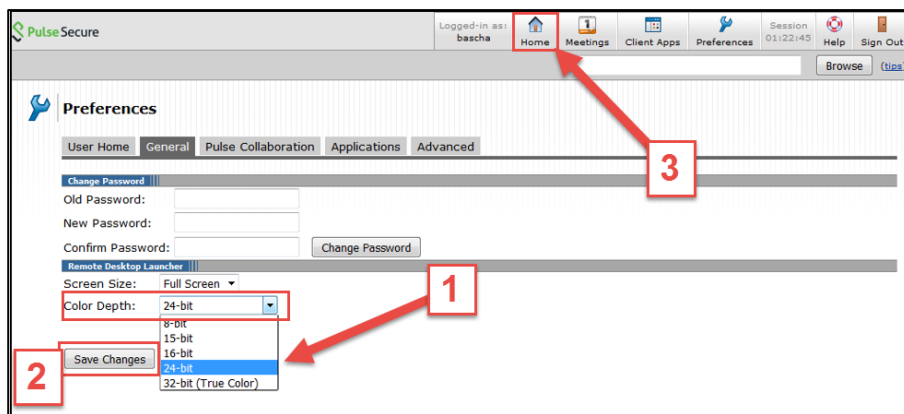 Pulse Secure
Logged-in as:
bascha
Home
1
Meetings
Client Apps
Preferences
Session
01:22:45
Help
Sign Out
Browse
(tips)
Preferences
User Home
General
Pulse Collaboration
Applications
Advanced
3
Change Password
Old Password:
New Password:
Confirm Password:
Change Password
Remote Desktop Launcher
1
Screen Size:
Full Screen
Color Depth:
24-bit
8-bit
15-bit
16-bit
24-bit
32-bit (True Color)
2
Save Changes